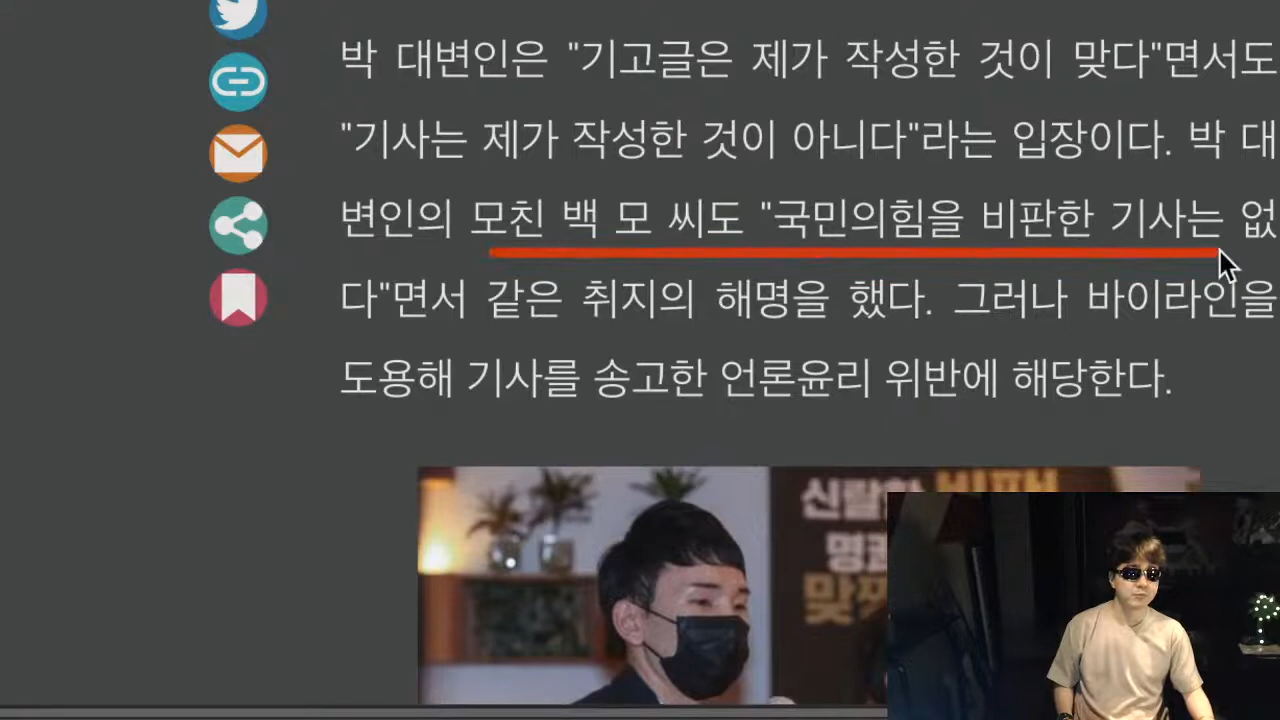 박 대변인은 "기고글은 제가 작성한 것이 맞다"면서도
"기사는 제가 작성한 것이 아니다"라는 입장이다. 박 대
변인의 모친 백 모 씨도 "국민의힘을 비판한 기사는 없
다"면서 같은 취지의 해명을 했다. 그러나 바이라인을
도용해 기사를 송고한 언론윤리 위반에 해당한다.